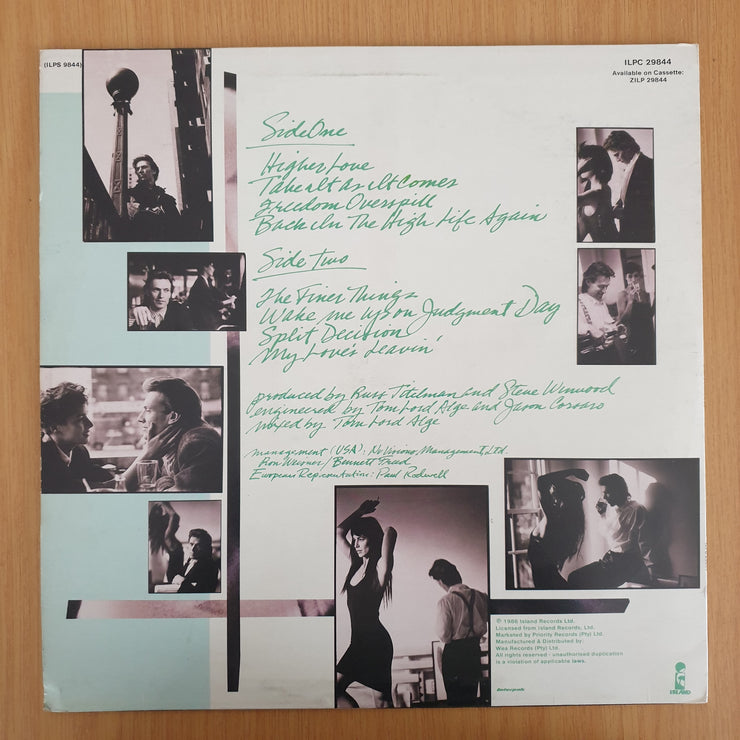 (ILPS 9844)
ILPC 29844
Available on Cassette:
ZILP 29844
Side One
Higher Love
Take It as It Comes
Freedom Overspill
Back In The High Life Again
Side Two
The Finer Things
Wake me up on Judgment Day
Split Decision
My Love's Leavin'
produced by Russ Titelman and Steve Winwood
engineered by Tom Lord Alge and Jason Corsaro
mixed by Tom Lord Alge
management (USA): No Visions, Management, Ltd.
Ron Weisner / Bennett Freed
European Representation: Paul Rodwell
℗ 1986 Island Records Ltd.
Licensed from Island Records, Ltd.
Marketed by Priority Records (Pty) Ltd.
Manufactured & Distributed by:
Wea Records (Pty) Ltd.
All rights reserved - unauthorised duplication
is a violation of applicable laws.
interpak
ISLAND